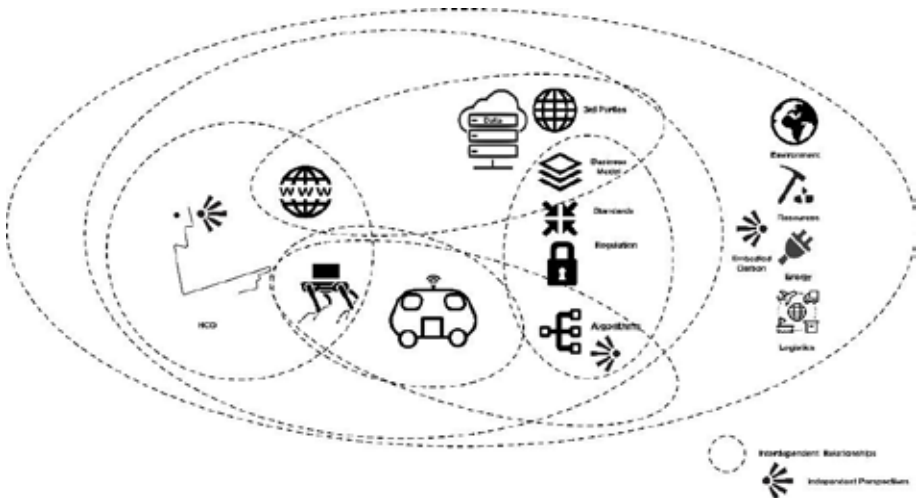 Data
3rd Parties
WWW
Business
Model
Standards
Regulation
Algorithms
HCD
Environment
Resources
Embodied
Carbon
Energy
Logistics
Interdependent Relationships
Independent Perspectives